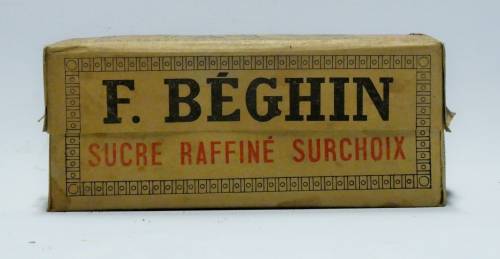 F. BÉGHIN
SUCRE RAFFINÉ SURCHOIX